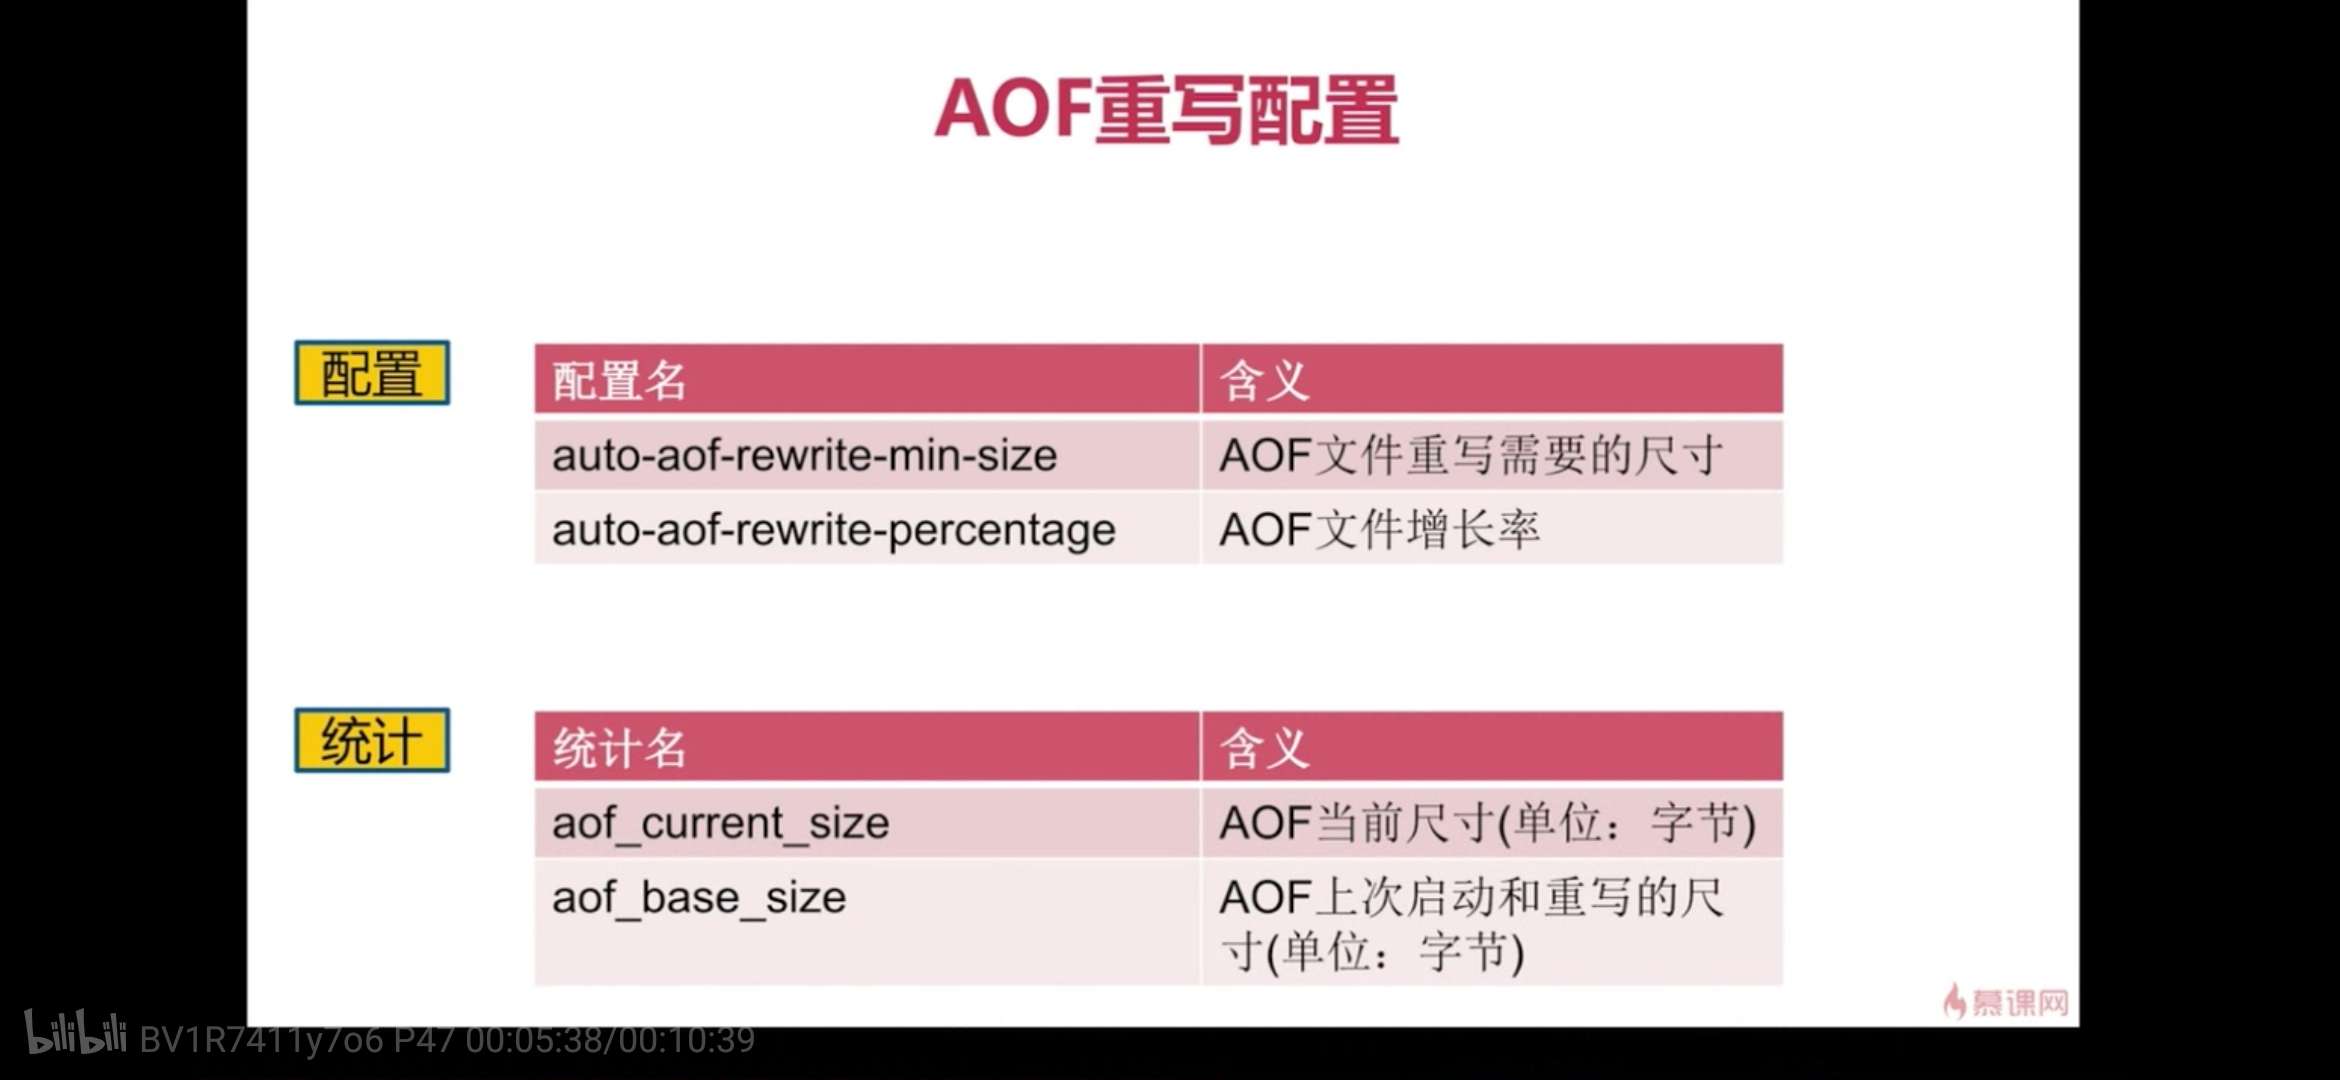 AOF重写配置
配置
配置名 含义
auto-aof-rewrite-min-size AOF文件重写需要的尺寸
auto-aof-rewrite-percentage AOF文件增长率
统计
统计名 含义
aof_current_size AOF当前尺寸(单位：字节)
aof_base_size AOF上次启动和重写的尺
寸(单位：字节)
慕课网
bilibili BV1R7411y7o6 P47 00:05:38/00:10:39